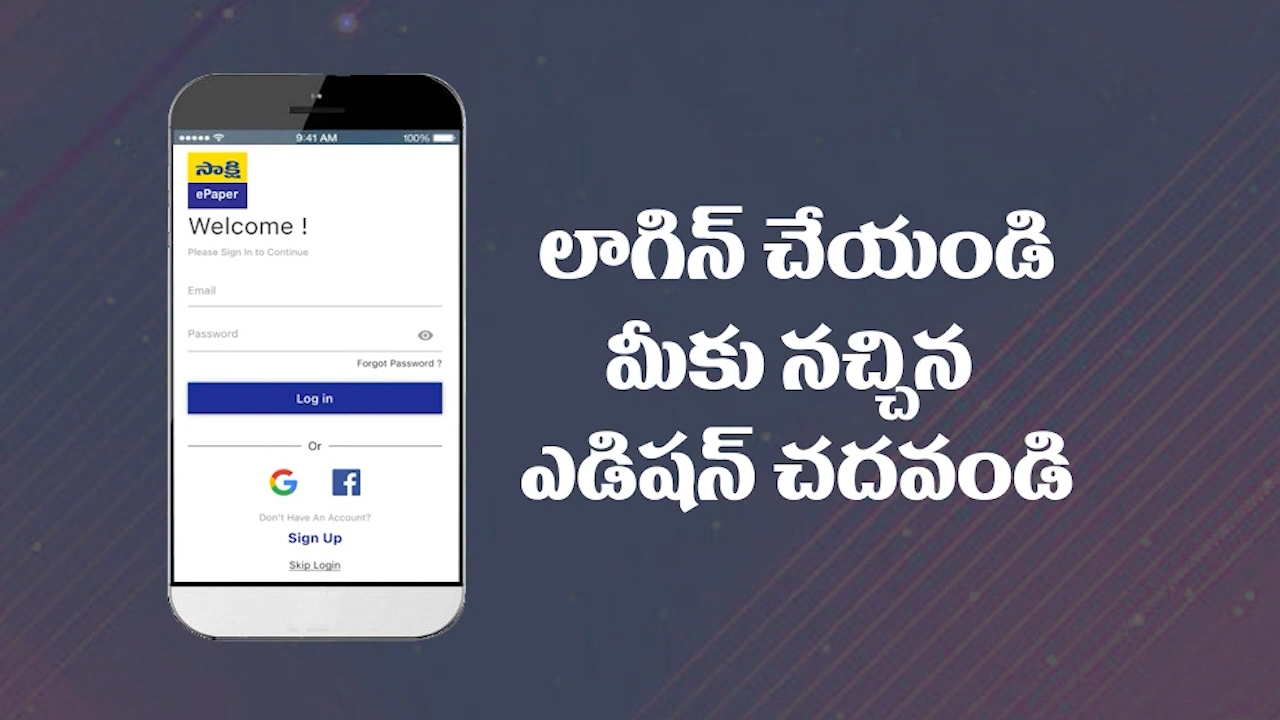 9:41 AM
100%
సాక్షి
ePaper
Welcome !
Please Sign In to Continue
Email
Password
Forgot Password ?
Log in
Or
Don't Have An Account?
Sign Up
Skip Login
లాగిన్ చేయండి
మీకు నచ్చిన
ఎడిషన్ చదవండి